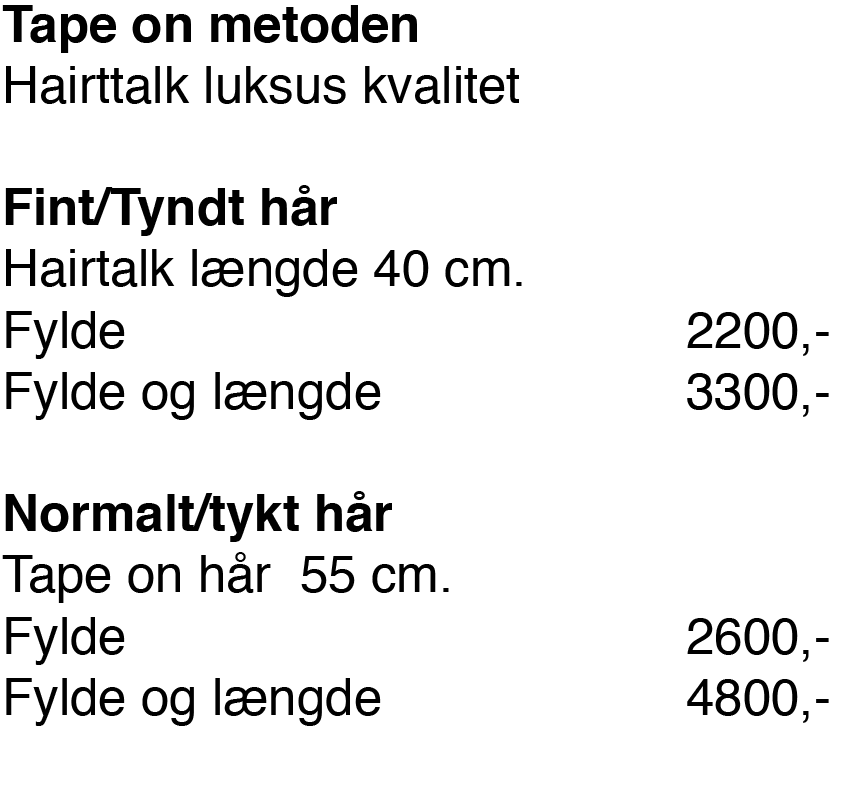 Tape on metoden
Hairttalk luksus kvalitet
Fint/Tyndt hår
Hairtalk længde 40 cm.
Fylde 2200,-
Fylde og længde 3300,-
Normalt/tykt hår
Tape on hår  55 cm.
Fylde 2600,-
Fylde og længde 4800,-